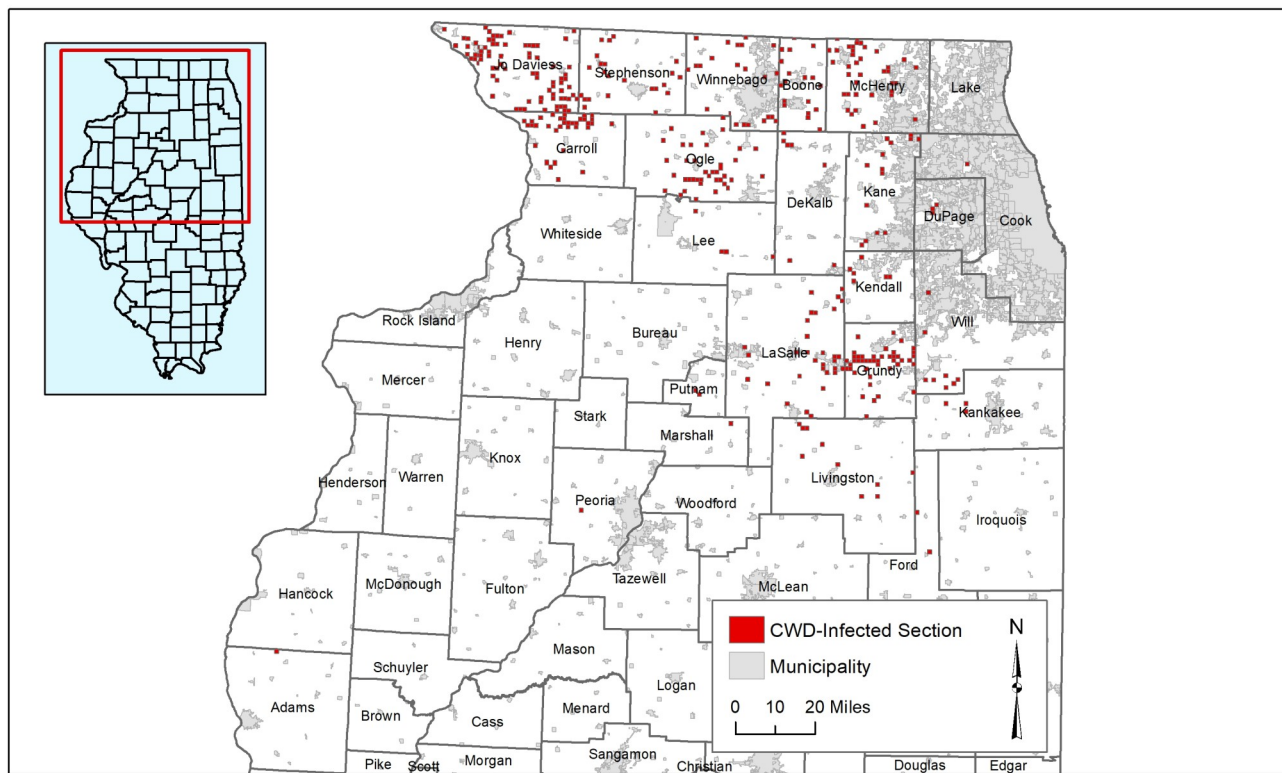 Jo Daviess
Stephenson
Winnebago
Boone
McHenry
Lake
Carroll
Ogle
Kane
DeKalb
DuPage
Cook
Whiteside
Lee
Kendall
Rock Island
Henry
Bureau
LaSalle
Will
Mercer
Grundy
Putnam
Stark
Kankakee
Marshall
Knox
Warren
Henderson
Livingston
Peoria
Woodford
Iroquois
Ford
Hancock
McDonough
Fulton
Tazewell
McLean
Mason
Schuyler
Logan
Adams
Brown
Cass
Menard
Sangamon
Pike
Scott
Morgan
Christian
Douglas
Edgar
CWD-Infected Section
Municipality
0 10 20 Miles
N